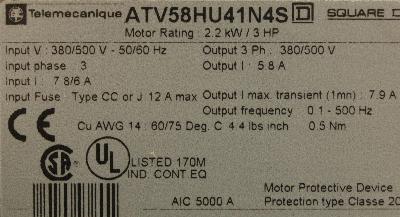 Telemecanique ATV58HU41N4S D SQUARE D
Motor Rating : 2.2 kW / 3 HP
Input V : 380/500 V - 50/60 Hz Output 3 Ph. : 380/500 V
Input phase : 3 Output I : 5.8 A
Input I : 7.8/6 A
Input Fuse : Type CC or J 12 A max Output I max. transient (1mn) : 7.9 A
Output frequency : 0.1 - 500 Hz
Cu AWG 14 : 60/75 Deg. C 4.4 lbs inch 0.5 Nm
CE
SA UL LISTED 170M
IND. CONT EQ
Motor Protective Device
AIC 5000 A Protection type Classe 20